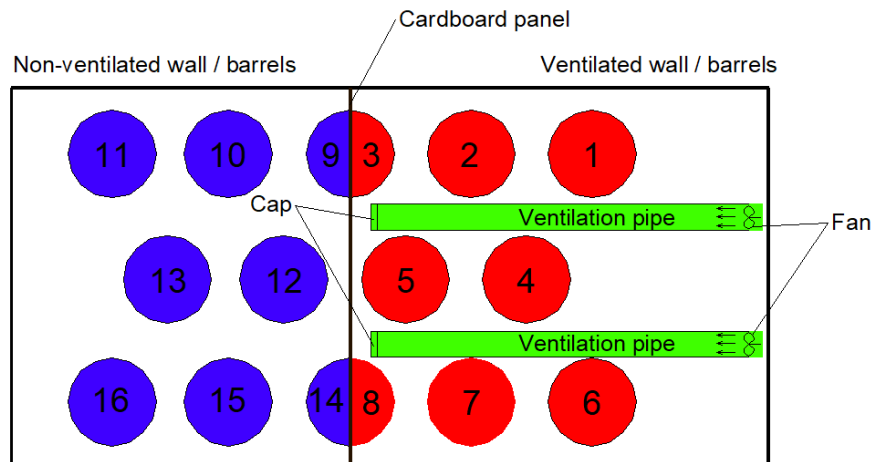 Cardboard panel
Non-ventilated wall / barrels
Ventilated wall / barrels
11 10 9 3 2 1
Cap
Ventilation pipe
Fan
13 12 5 4
Ventilation pipe
16 15 14 8 7 6